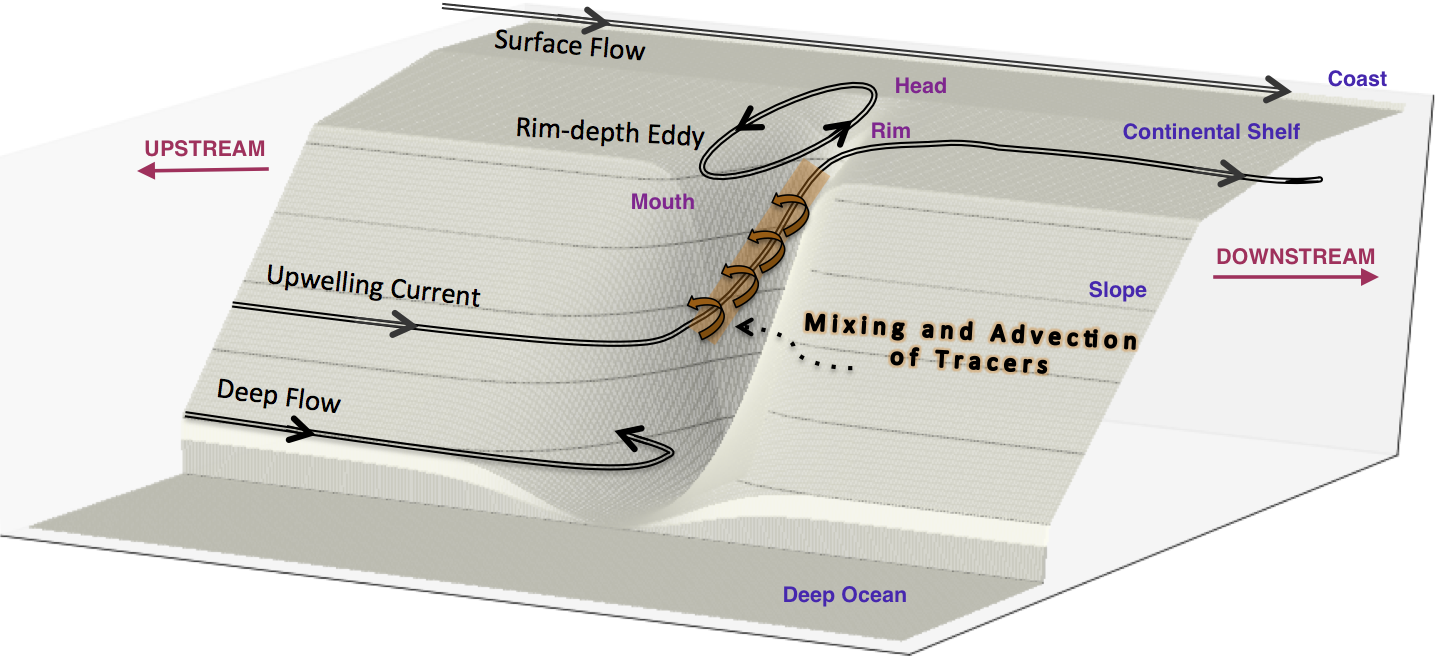 Surface Flow
Coast
Head
Continental Shelf
Rim-depth Eddy
Rim
UPSTREAM
Mouth
DOWNSTREAM
Upwelling Current
Slope
Mixing and Advection
of Tracers
Deep Flow
Deep Ocean